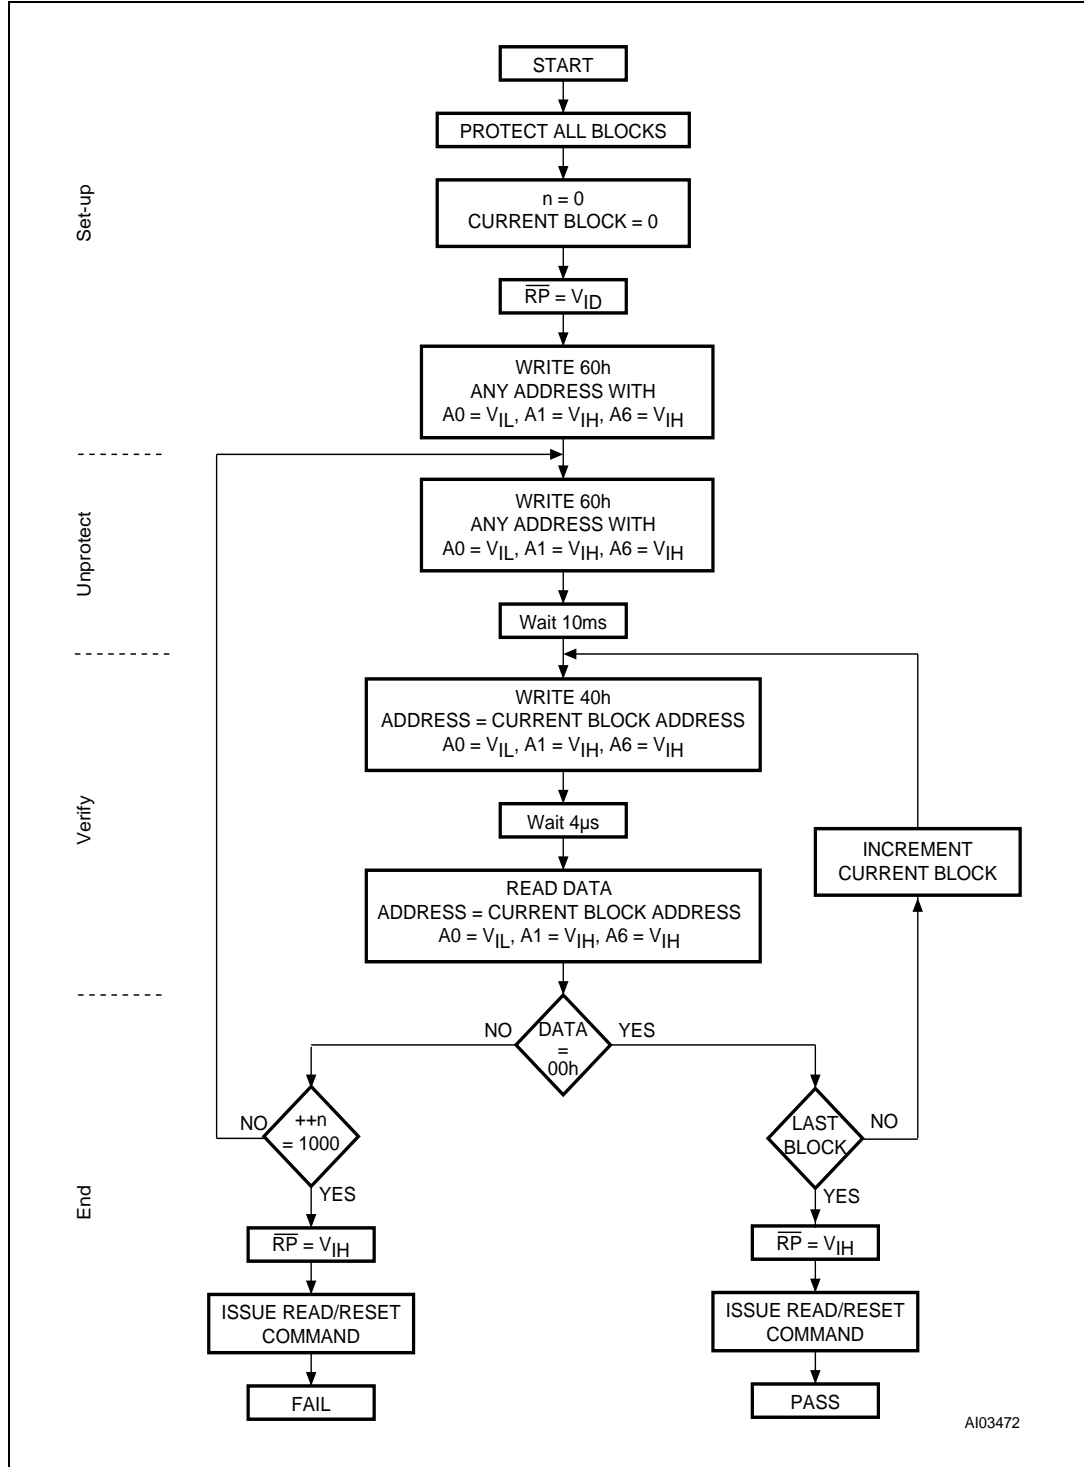 START
PROTECT ALL BLOCKS
Set-up
n = 0
CURRENT BLOCK = 0
R̅P̅ = VID
WRITE 60h
ANY ADDRESS WITH
A0 = VIL, A1 = VIH, A6 = VIH
Unprotect
WRITE 60h
ANY ADDRESS WITH
A0 = VIL, A1 = VIH, A6 = VIH
Wait 10ms
Verify
WRITE 40h
ADDRESS = CURRENT BLOCK ADDRESS
A0 = VIL, A1 = VIH, A6 = VIH
Wait 4µs
INCREMENT
CURRENT BLOCK
READ DATA
ADDRESS = CURRENT BLOCK ADDRESS
A0 = VIL, A1 = VIH, A6 = VIH
End
NO
DATA
=
00h
YES
NO
++n
= 1000
LAST
BLOCK
NO
YES
YES
R̅P̅ = VIH
R̅P̅ = VIH
ISSUE READ/RESET
COMMAND
ISSUE READ/RESET
COMMAND
FAIL
PASS
AI03472